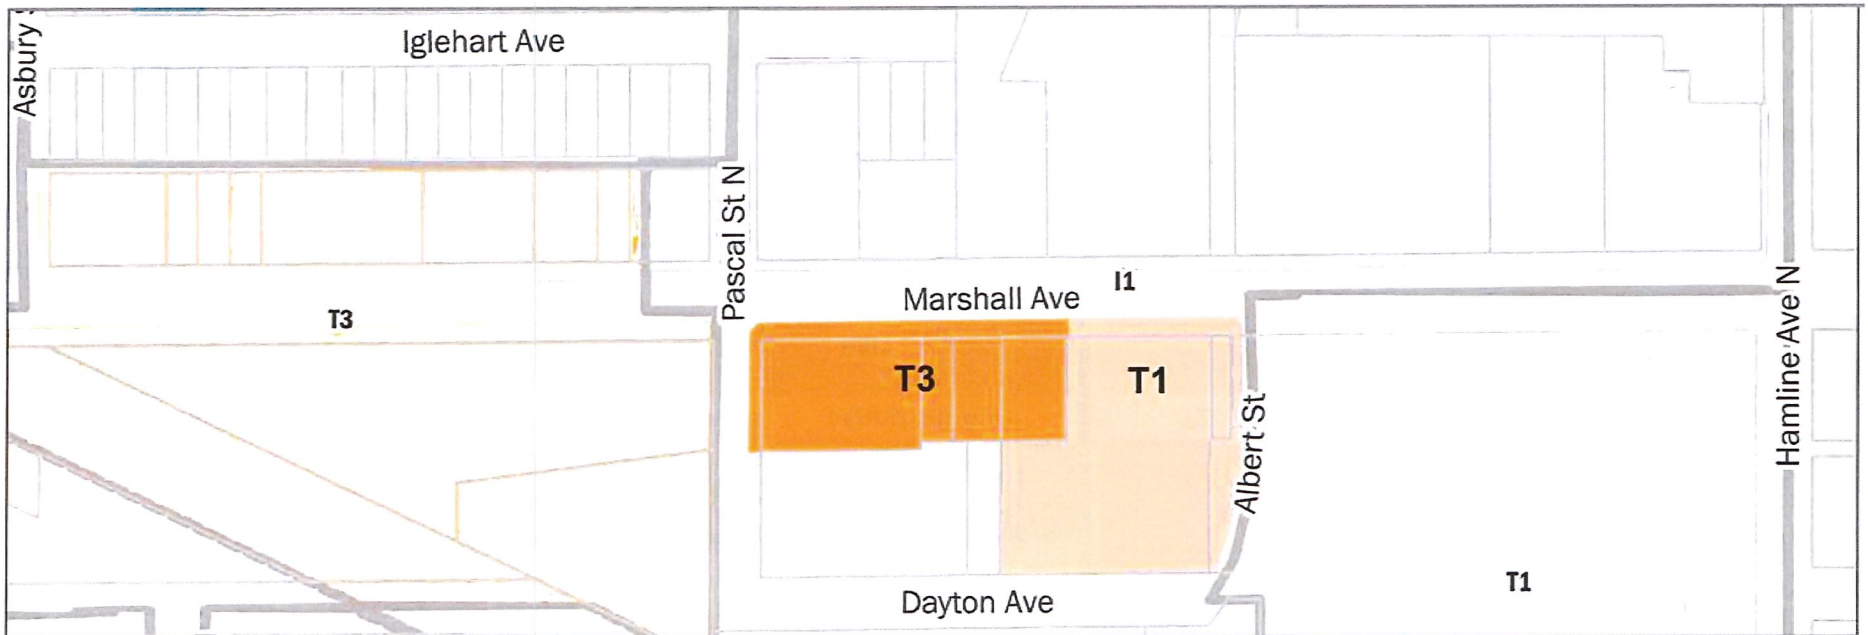 Iglehart Ave
Asbury
Pascal St N
Marshall Ave
I1
T3
T3
T1
Albert St
Hamline Ave N
Dayton Ave
T1